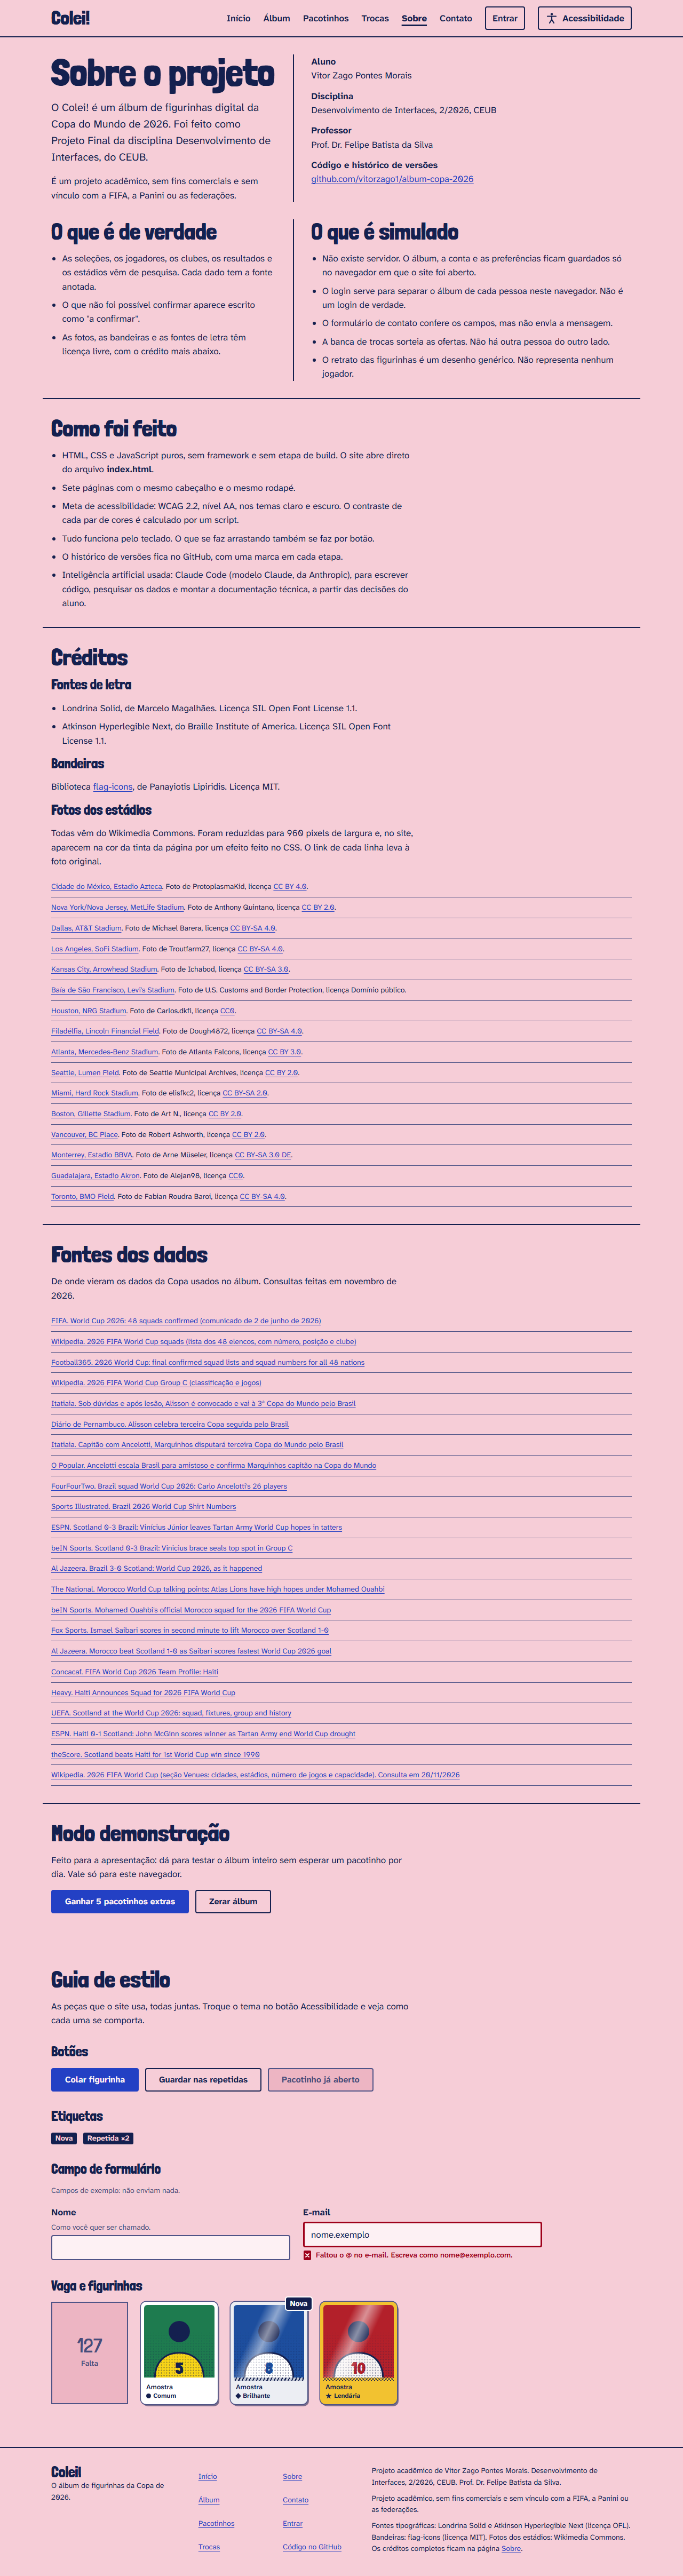 Colei!
Início Álbum Pacotinhos Trocas Sobre Contato Entrar Acessibilidade
Sobre o projeto
O Colei! é um álbum de figurinhas digital da
Copa do Mundo de 2026. Foi feito como
Projeto Final da disciplina Desenvolvimento de
Interfaces, do CEUB.
É um projeto acadêmico, sem fins comerciais e sem
vínculo com a FIFA, a Panini ou as federações.
Aluno
Vitor Zago Pontes Morais
Disciplina
Desenvolvimento de Interfaces, 2/2026, CEUB
Professor
Prof. Dr. Felipe Batista da Silva
Código e histórico de versões
github.com/vitorzago1/album-copa-2026
O que é de verdade
As seleções, os jogadores, os clubes, os resultados e
os estádios vêm de pesquisa. Cada dado tem a fonte
anotada.
O que não foi possível confirmar aparece escrito
como "a confirmar".
As fotos, as bandeiras e as fontes de letra têm
licença livre, com o crédito mais abaixo.
O que é simulado
Não existe servidor. O álbum, a conta e as preferências ficam guardados só
no navegador em que o site foi aberto.
O login serve para separar o álbum de cada pessoa neste navegador. Não é
um login de verdade.
O formulário de contato confere os campos, mas não envia a mensagem.
A banca de trocas sorteia as ofertas. Não há outra pessoa do outro lado.
O retrato das figurinhas é um desenho genérico. Não representa nenhum
jogador.
Como foi feito
HTML, CSS e JavaScript puros, sem framework e sem etapa de build. O site abre direto
do arquivo index.html.
Sete páginas com o mesmo cabeçalho e o mesmo rodapé.
Meta de acessibilidade: WCAG 2.2, nível AA, nos temas claro e escuro. O contraste de
cada par de cores é calculado por um script.
Tudo funciona pelo teclado. O que se faz arrastando também se faz por botão.
O histórico de versões fica no GitHub, com uma marca em cada etapa.
Inteligência artificial usada: Claude Code (modelo Claude, da Anthropic), para escrever
código, pesquisar os dados e montar a documentação técnica, a partir das decisões do
aluno.
Créditos
Fontes de letra
Londrina Solid, de Marcelo Magalhães. Licença SIL Open Font License 1.1.
Atkinson Hyperlegible Next, do Braille Institute of America. Licença SIL Open Font
License 1.1.
Bandeiras
Biblioteca flag-icons, de Panayiotis Lipiridis. Licença MIT.
Fotos dos estádios
Todas vêm do Wikimedia Commons. Foram reduzidas para 960 pixels de largura e, no site,
aparecem na cor da tinta da página por um efeito feito no CSS. O link de cada linha leva à
foto original.
Cidade do México, Estadio Azteca. Foto de ProtoplasmaKid, licença CC BY 4.0.
Nova York/Nova Jersey, MetLife Stadium. Foto de Anthony Quintano, licença CC BY 2.0.
Dallas, AT&T Stadium. Foto de Michael Barera, licença CC BY-SA 4.0.
Los Angeles, SoFi Stadium. Foto de Troutfarm27, licença CC BY-SA 4.0.
Kansas City, Arrowhead Stadium. Foto de Ichabod, licença CC BY-SA 3.0.
Baía de São Francisco, Levi's Stadium. Foto de U.S. Customs and Border Protection, licença Domínio público.
Houston, NRG Stadium. Foto de Carlos.dkfi, licença CC0.
Filadélfia, Lincoln Financial Field. Foto de Dough4872, licença CC BY-SA 4.0.
Atlanta, Mercedes-Benz Stadium. Foto de Atlanta Falcons, licença CC BY 3.0.
Seattle, Lumen Field. Foto de Seattle Municipal Archives, licença CC BY 2.0.
Miami, Hard Rock Stadium. Foto de elisfkc2, licença CC BY-SA 2.0.
Boston, Gillette Stadium. Foto de Art N., licença CC BY 2.0.
Vancouver, BC Place. Foto de Robert Ashworth, licença CC BY 2.0.
Monterrey, Estadio BBVA. Foto de Arne Müseler, licença CC BY-SA 3.0 DE.
Guadalajara, Estadio Akron. Foto de Alejan98, licença CC0.
Toronto, BMO Field. Foto de Fabian Roudra Baroi, licença CC BY-SA 4.0.
Fontes dos dados
De onde vieram os dados da Copa usados no álbum. Consultas feitas em novembro de
2026.
FIFA. World Cup 2026: 48 squads confirmed (comunicado de 2 de junho de 2026)
Wikipedia. 2026 FIFA World Cup squads (lista dos 48 elencos, com número, posição e clube)
Football365. 2026 World Cup: final confirmed squad lists and squad numbers for all 48 nations
Wikipedia. 2026 FIFA World Cup Group C (classificação e jogos)
Itatiaia. Sob dúvidas e após lesão, Alisson é convocado e vai à 3ª Copa do Mundo pelo Brasil
Diário de Pernambuco. Alisson celebra terceira Copa seguida pelo Brasil
Itatiaia. Capitão com Ancelotti, Marquinhos disputará terceira Copa do Mundo pelo Brasil
O Popular. Ancelotti escala Brasil para amistoso e confirma Marquinhos capitão na Copa do Mundo
FourFourTwo. Brazil squad World Cup 2026: Carlo Ancelotti's 26 players
Sports Illustrated. Brazil 2026 World Cup Shirt Numbers
ESPN. Scotland 0-3 Brazil: Vinícius Júnior leaves Tartan Army World Cup hopes in tatters
beIN Sports. Scotland 0-3 Brazil: Vinicius brace seals top spot in Group C
Al Jazeera. Brazil 3-0 Scotland: World Cup 2026, as it happened
The National. Morocco World Cup talking points: Atlas Lions have high hopes under Mohamed Ouahbi
beIN Sports. Mohamed Ouahbi's official Morocco squad for the 2026 FIFA World Cup
Fox Sports. Ismael Saibari scores in second minute to lift Morocco over Scotland 1-0
Al Jazeera. Morocco beat Scotland 1-0 as Saibari scores fastest World Cup 2026 goal
Concacaf. FIFA World Cup 2026 Team Profile: Haiti
Heavy. Haiti Announces Squad for 2026 FIFA World Cup
UEFA. Scotland at the World Cup 2026: squad, fixtures, group and history
ESPN. Haiti 0-1 Scotland: John McGinn scores winner as Tartan Army end World Cup drought
theScore. Scotland beats Haiti for 1st World Cup win since 1990
Wikipedia. 2026 FIFA World Cup (seção Venues: cidades, estádios, número de jogos e capacidade). Consulta em 20/11/2026
Modo demonstração
Feito para a apresentação: dá para testar o álbum inteiro sem esperar um pacotinho por
dia. Vale só para este navegador.
Ganhar 5 pacotinhos extras Zerar álbum
Guia de estilo
As peças que o site usa, todas juntas. Troque o tema no botão Acessibilidade e veja como
cada uma se comporta.
Botões
Colar figurinha Guardar nas repetidas Pacotinho já aberto
Etiquetas
Nova Repetida ×2
Campo de formulário
Campos de exemplo: não enviam nada.
Nome
Como você quer ser chamado.
E-mail
nome.exemplo
Faltou o @ no e-mail. Escreva como nome@exemplo.com.
Vaga e figurinhas
127
Falta
5
Amostra
Comum
Nova
8
Amostra
Brilhante
10
Amostra
Lendária
Colei!
O álbum de figurinhas da Copa de
2026.
Início
Álbum
Pacotinhos
Trocas
Sobre
Contato
Entrar
Código no GitHub
Projeto acadêmico de Vitor Zago Pontes Morais. Desenvolvimento de
Interfaces, 2/2026, CEUB. Prof. Dr. Felipe Batista da Silva.
Projeto acadêmico, sem fins comerciais e sem vínculo com a FIFA, a Panini ou
as federações.
Fontes tipográficas: Londrina Solid e Atkinson Hyperlegible Next (licença OFL).
Bandeiras: flag-icons (licença MIT). Fotos dos estádios: Wikimedia Commons.
Os créditos completos ficam na página Sobre.